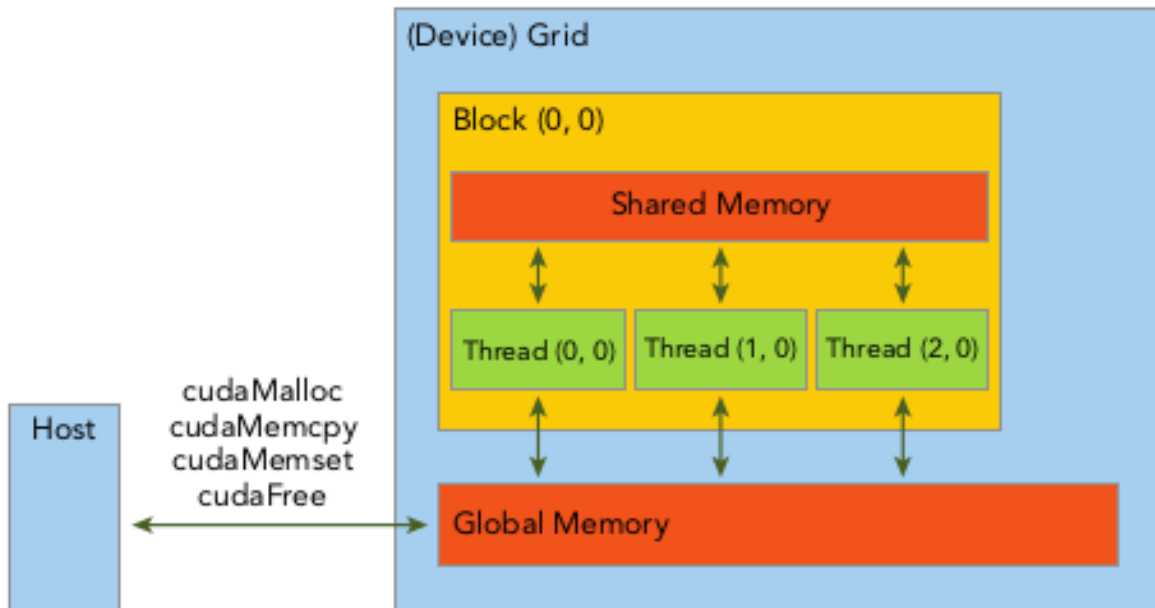 (Device) Grid
Block (0, 0)
Shared Memory
Thread (0, 0)
Thread (1, 0)
Thread (2, 0)
cudaMalloc
cudaMemcpy
cudaMemset
cudaFree
Host
Global Memory